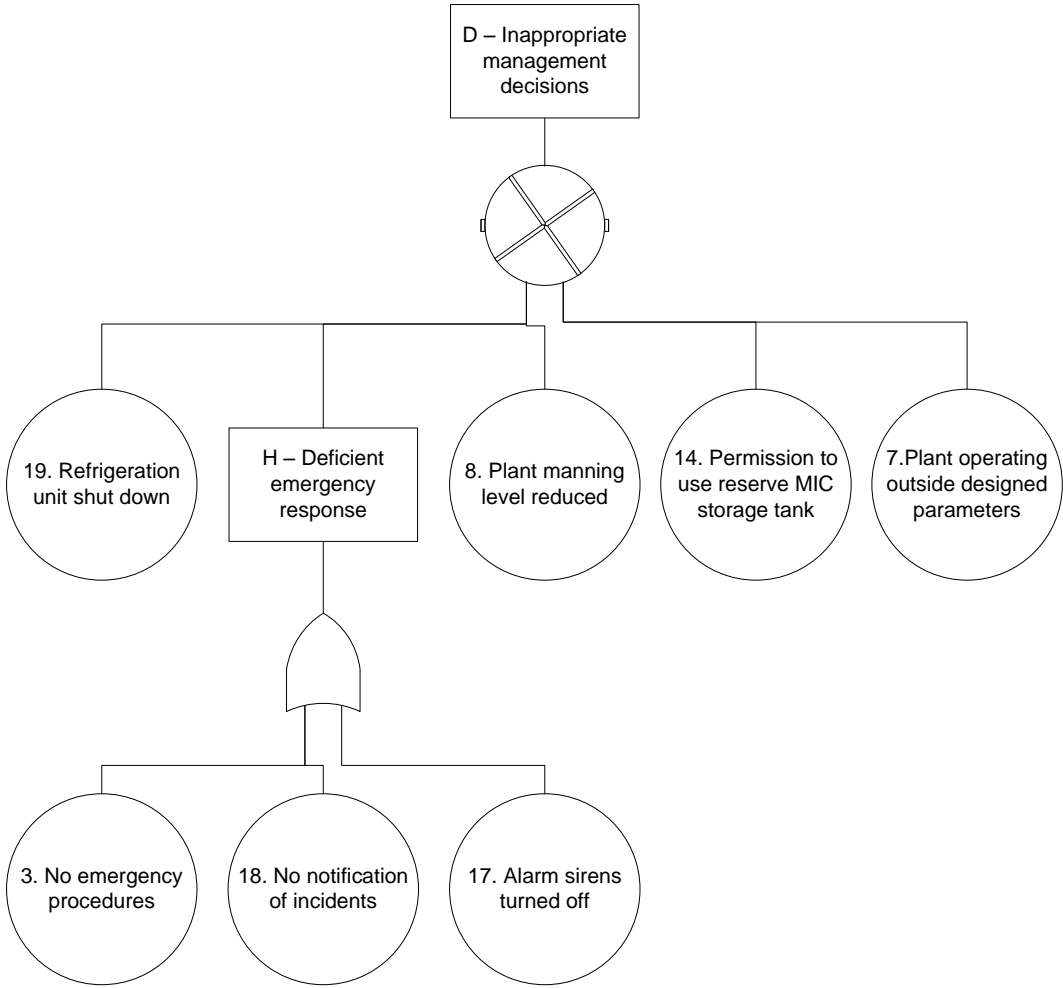 D – Inappropriate
management
decisions
19. Refrigeration
unit shut down
H – Deficient
emergency
response
8. Plant manning
level reduced
14. Permission to
use reserve MIC
storage tank
7.Plant operating
outside designed
parameters
3. No emergency
procedures
18. No notification
of incidents
17. Alarm sirens
turned off